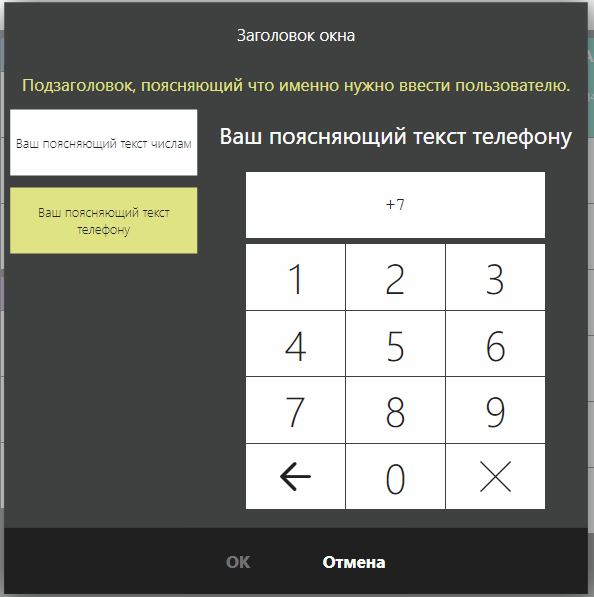 Заголовок окна
Подзаголовок, поясняющий что именно нужно ввести пользователю.
Ваш поясняющий текст числам
Ваш поясняющий текст
телефону
Ваш поясняющий текст телефону
+7
1 2 3
4 5 6
7 8 9
0
ОК Отмена